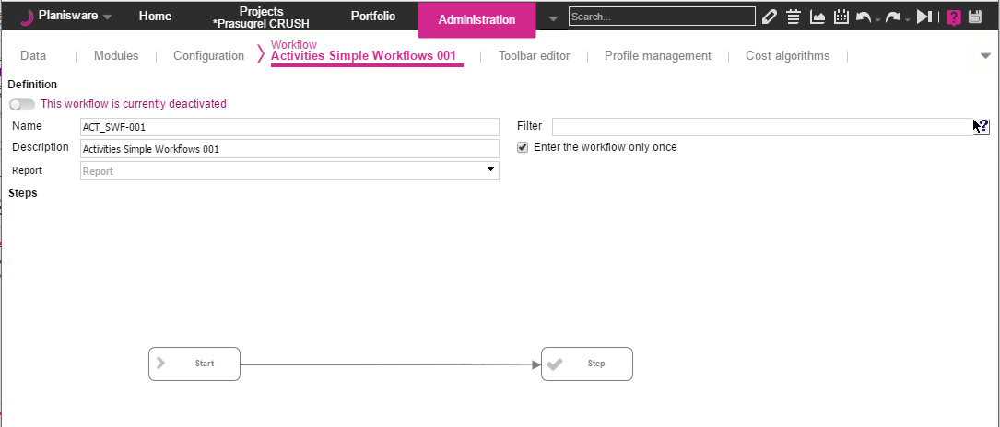 Planisware
Home
Projects
*Prasugrel CRUSH
Portfolio
Administration
Search...
?
Data
Modules
Configuration
Workflow
Activities Simple Workflows 001
Toolbar editor
Profile management
Cost algorithms
Definition
This workflow is currently deactivated
Name
ACT_SWF-001
Filter
?
Description
Activities Simple Workflows 001
Enter the workflow only once
Report
Report
Steps
Start
Step